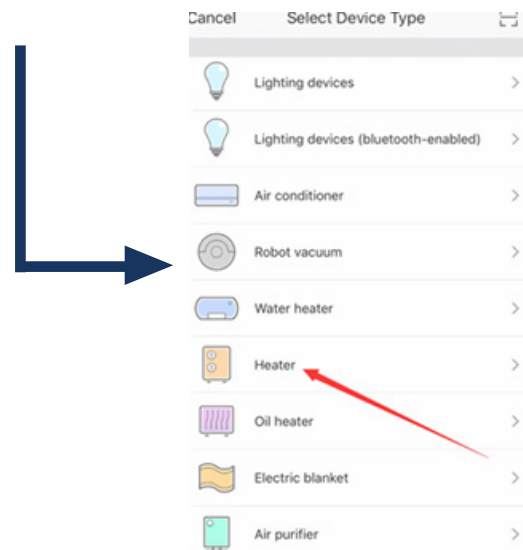 Cancel Select Device Type
Lighting devices
Lighting devices (bluetooth-enabled)
Air conditioner
Robot vacuum
Water heater
Heater
Oil heater
Electric blanket
Air purifier